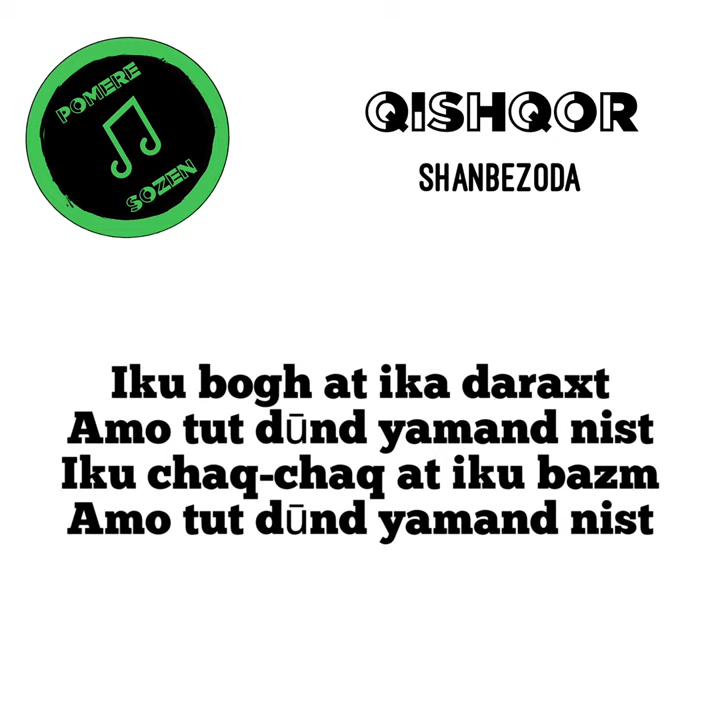 POMERE
SOZEN
QISHQOR
SHANBEZODA
Iku bogh at ika daraxt
Amo tut dūnd yamand nist
Iku chaq-chaq at iku bazm
Amo tut dūnd yamand nist